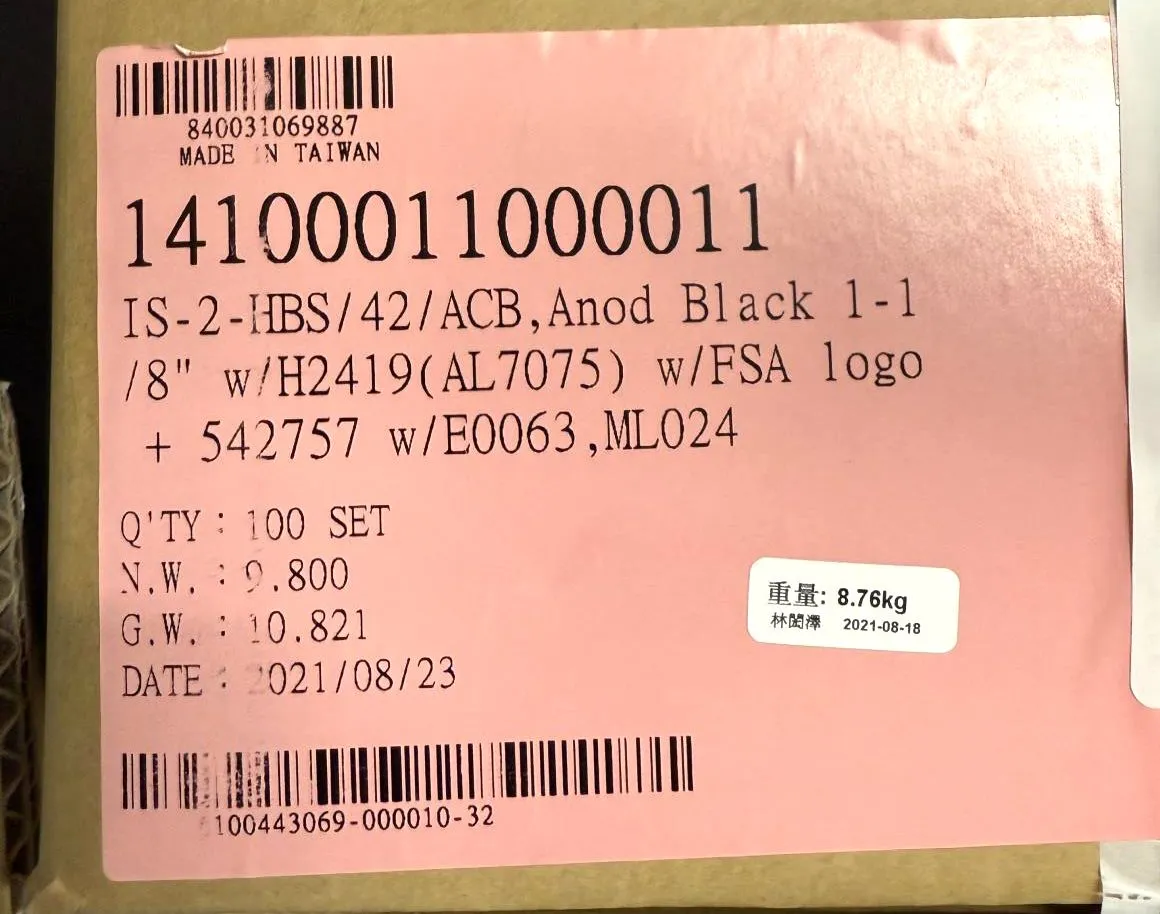 840031069887
MADE IN TAIWAN
14100011000011
IS-2-HBS/42/ACB,Anod Black 1-1
/8" w/H2419(AL7075) w/FSA logo
+ 542757 w/E0063,ML024
Q'TY : 100 SET
N.W. : 9.800
G.W. : 10.821
DATE : 2021/08/23
重量: 8.76kg
林閔澤 2021-08-18
100443069-000010-32